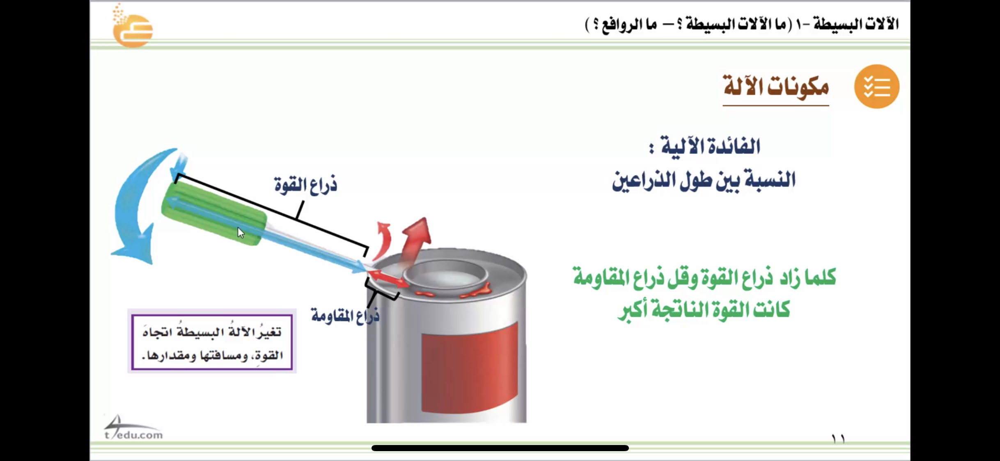 الآلات البسيطة -١ (ما الآلات البسيطة ؟ – ما الروافع ؟ )
مكونات الآلة
الفائدة الآلية :
النسبة بين طول الذراعين
ذراع القوة
كلما زاد ذراع القوة وقل ذراع المقاومة
كانت القوة الناتجة أكبر
ذراع المقاومة
تغيرُ الآلةُ البسيطةُ اتجاهَ
القوةِ، ومسافتها ومقدارها.
t4edu.com
١١